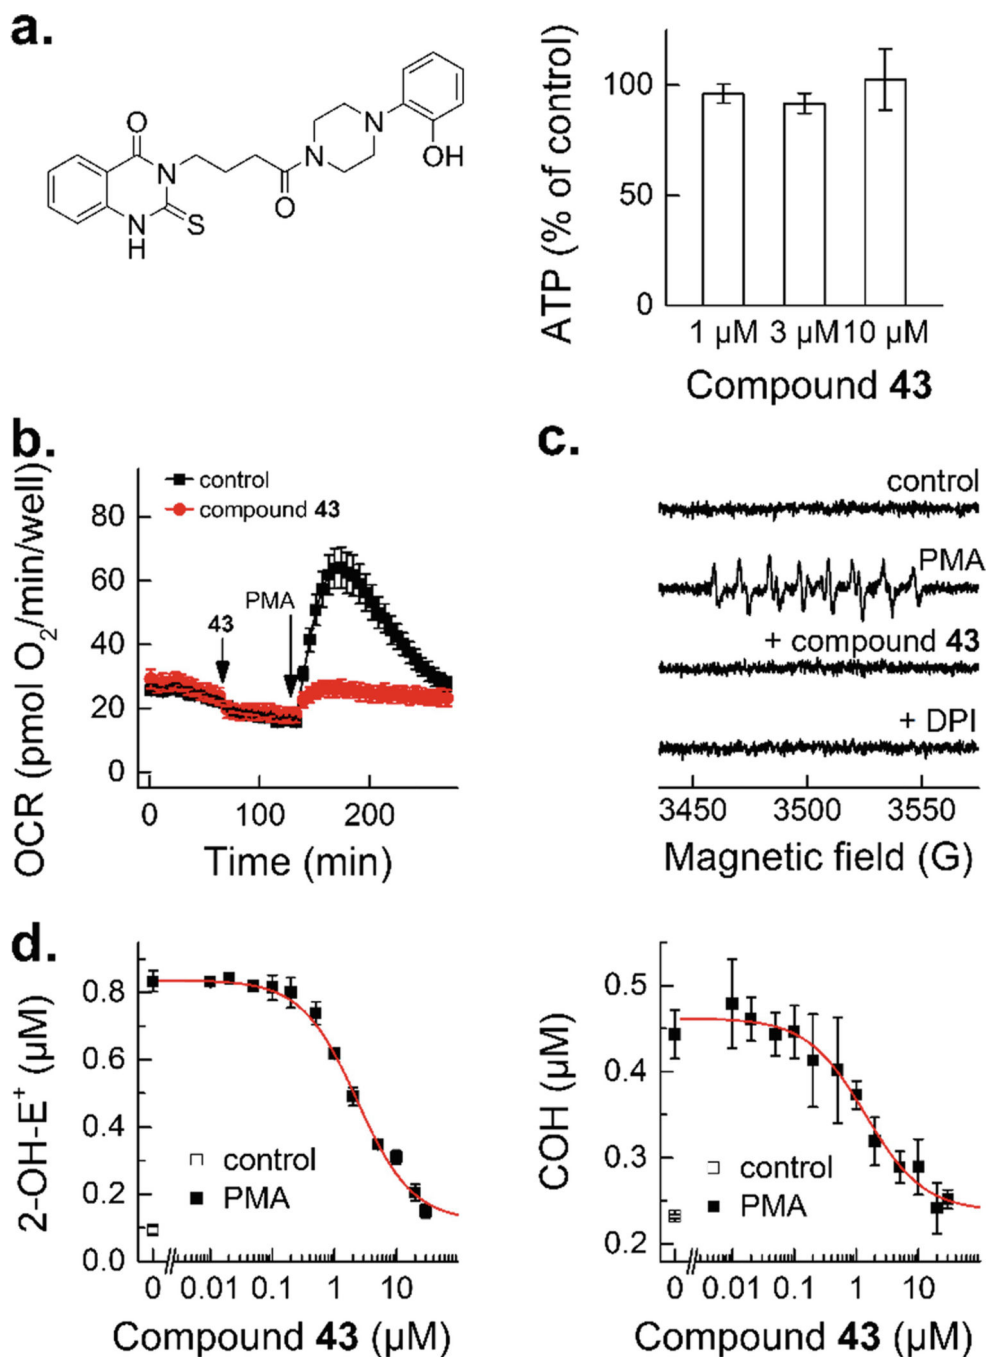 a.
O
N
N
H
S
O
N
N
OH
ATP (% of control)
100
50
0
1 µM 3 µM 10 µM
Compound 43
b.
OCR (pmol O₂/min/well)
control
compound 43
80
60
40
20
0
43
PMA
0 100 200
Time (min)
c.
control
PMA
+ compound 43
+ DPI
3450 3500 3550
Magnetic field (G)
d.
2-OH-E⁺ (µM)
0.8
0.6
0.4
0.2
0.0
control
PMA
0 0.01 0.1 1 10
Compound 43 (µM)
COH (µM)
0.5
0.4
0.3
0.2
control
PMA
0 0.01 0.1 1 10
Compound 43 (µM)